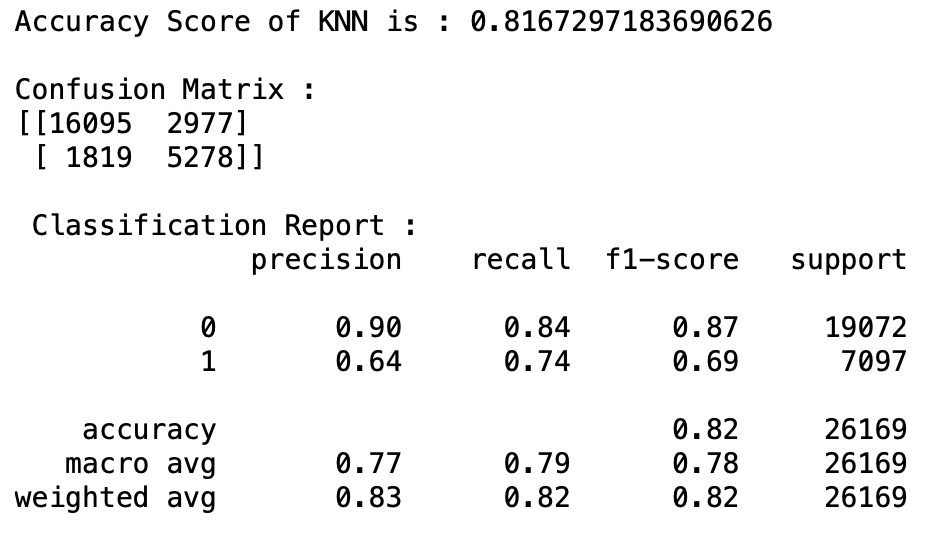 Accuracy Score of KNN is : 0.8167297183690626
Confusion Matrix :
[[16095  2977]
 [ 1819  5278]]
Classification Report :
precision    recall  f1-score   support
0       0.90      0.84      0.87     19072
1       0.64      0.74      0.69      7097
accuracy                           0.82     26169
macro avg       0.77      0.79      0.78     26169
weighted avg       0.83      0.82      0.82     26169